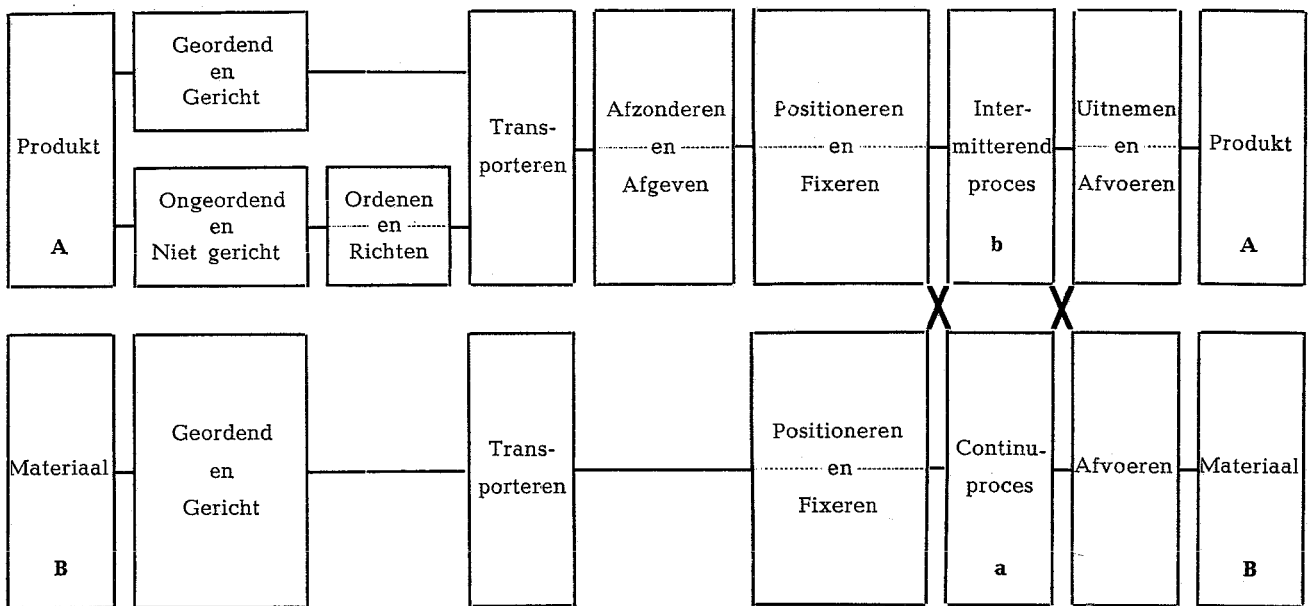 Produkt
A
Geordend
en
Gericht
Ongeordend
en
Niet gericht
Ordenen
en
Richten
Trans-
porteren
Afzonderen
en
Afgeven
Positioneren
en
Fixeren
Inter-
mitterend
proces
b
Uitnemen
en
Afvoeren
Produkt
A
X
X
Materiaal
B
Geordend
en
Gericht
Trans-
porteren
Positioneren
en
Fixeren
Continu-
proces
a
Afvoeren
Materiaal
B